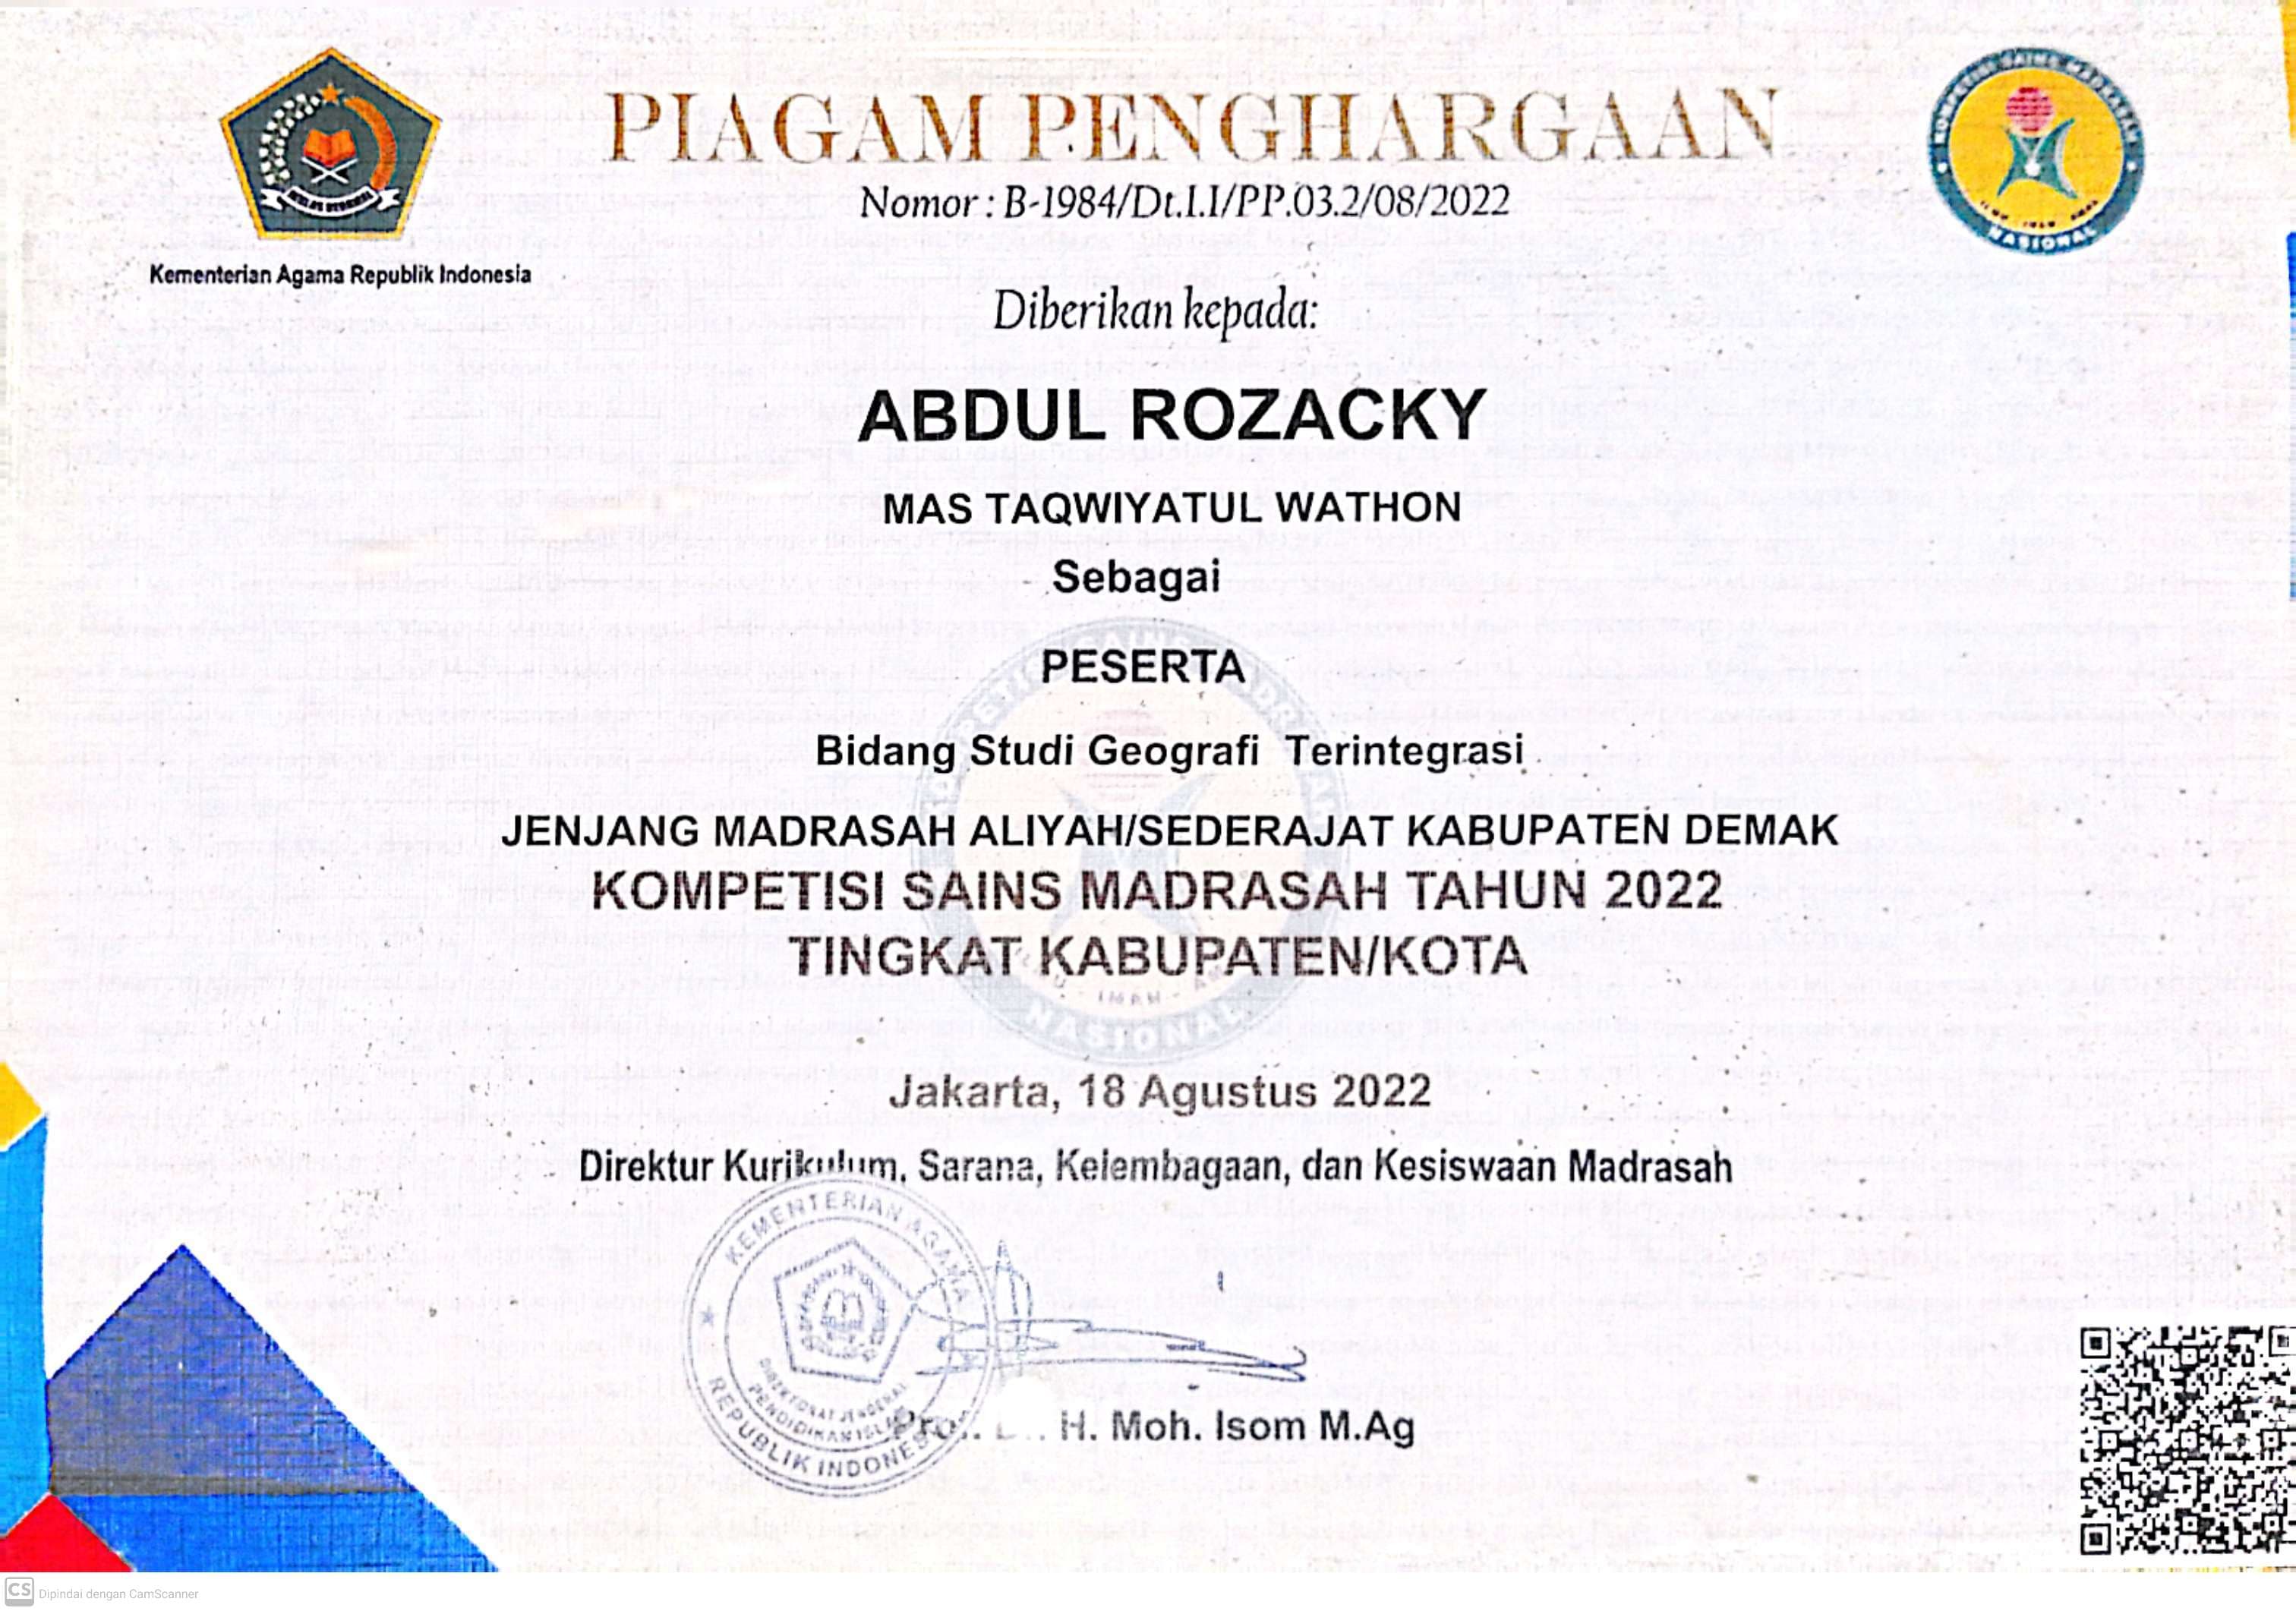 PIAGAM PENGHARGAAN
Nomor : B-1984/Dt.I.I/PP.03.2/08/2022
Kementerian Agama Republik Indonesia
KOMPETISI SAINS MADRASAH
NASIONAL
Diberikan kepada:
ABDUL ROZACKY
MAS TAQWIYATUL WATHON
Sebagai
PESERTA
Bidang Studi Geografi Terintegrasi
JENJANG MADRASAH ALIYAH/SEDERAJAT KABUPATEN DEMAK
KOMPETISI SAINS MADRASAH TAHUN 2022
TINGKAT KABUPATEN/KOTA
NASIONAL
Jakarta, 18 Agustus 2022
Direktur Kurikulum, Sarana, Kelembagaan, dan Kesiswaan Madrasah
KEMENTERIAN AGAMA
DIREKTORAT JENDERAL
PENDIDIKAN ISLAM
REPUBLIK INDONESIA
H. Moh. Isom M.Ag
CS Dipindai dengan CamScanner